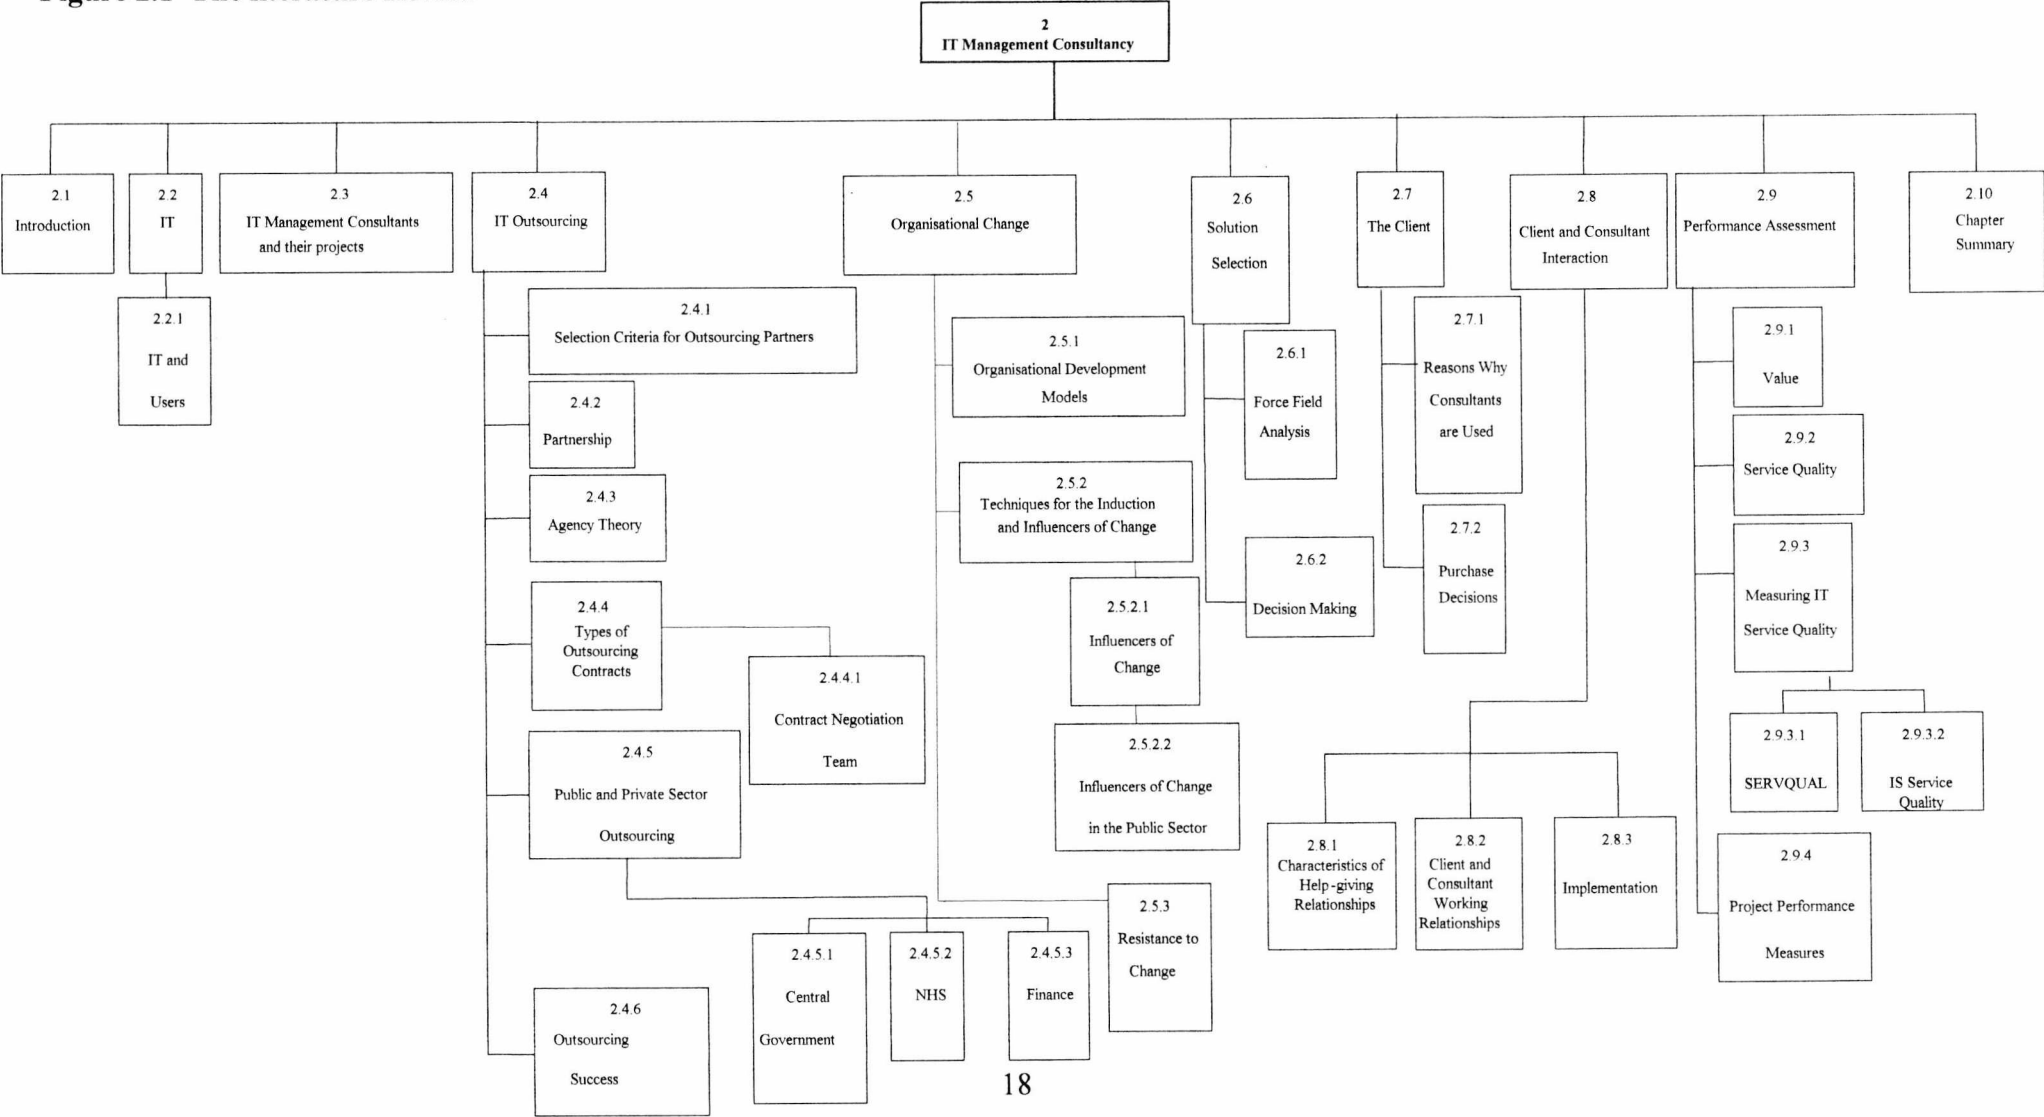 2
IT Management Consultancy
2.1
Introduction
2.2
IT
2.2.1
IT and
Users
2.3
IT Management Consultants
and their projects
2.4
IT Outsourcing
2.4.1
Selection Criteria for Outsourcing Partners
2.4.2
Partnership
2.4.3
Agency Theory
2.4.4
Types of
Outsourcing
Contracts
2.4.4.1
Contract Negotiation
Team
2.4.5
Public and Private Sector
Outsourcing
2.4.5.1
Central
Government
2.4.5.2
NHS
2.4.5.3
Finance
2.4.6
Outsourcing
Success
2.5
Organisational Change
2.5.1
Organisational Development
Models
2.5.2
Techniques for the Induction
and Influencers of Change
2.5.2.1
Influencers of
Change
2.5.2.2
Influencers of Change
in the Public Sector
2.5.3
Resistance to
Change
2.6
Solution
Selection
2.6.1
Force Field
Analysis
2.6.2
Decision Making
2.7
The Client
2.7.1
Reasons Why
Consultants
are Used
2.7.2
Purchase
Decisions
2.8
Client and Consultant
Interaction
2.8.1
Characteristics of
Help-giving
Relationships
2.8.2
Client and
Consultant
Working
Relationships
2.8.3
Implementation
2.9
Performance Assessment
2.9.1
Value
2.9.2
Service Quality
2.9.3
Measuring IT
Service Quality
2.9.3.1
SERVQUAL
2.9.3.2
IS Service
Quality
2.9.4
Project Performance
Measures
2.10
Chapter
Summary
18